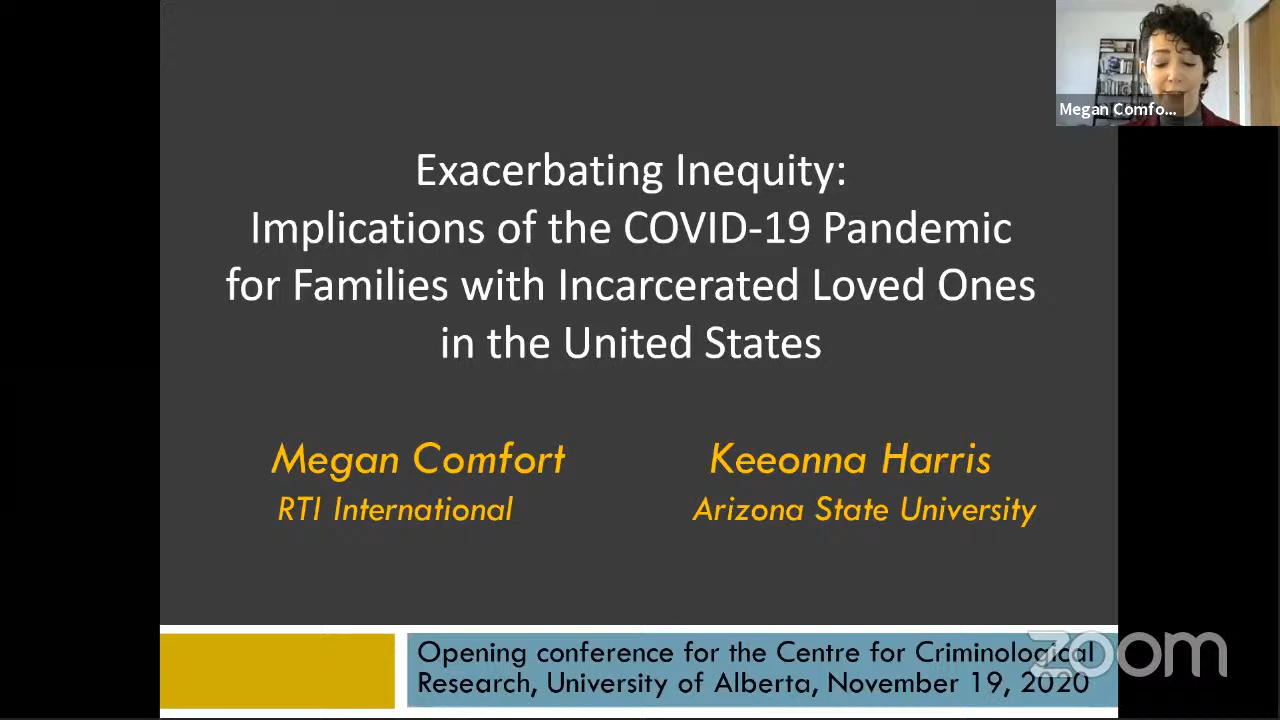 Megan Comfo...
Exacerbating Inequity:
Implications of the COVID-19 Pandemic
for Families with Incarcerated Loved Ones
in the United States
Megan Comfort
RTI International
Keeonna Harris
Arizona State University
Opening conference for the Centre for Criminological
Research, University of Alberta, November 19, 2020
zoom